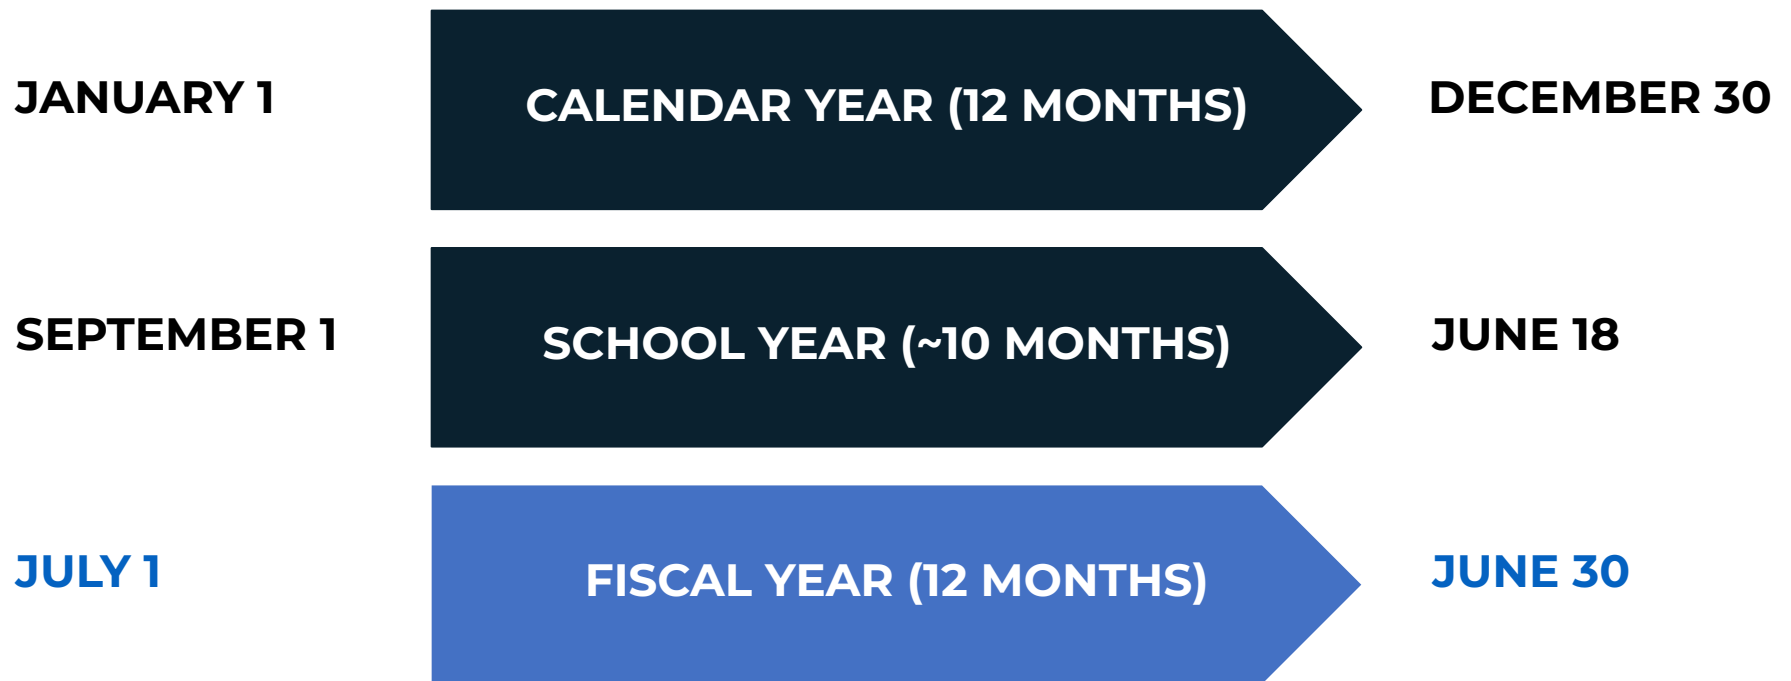 JANUARY 1
CALENDAR YEAR (12 MONTHS)
DECEMBER 30
SEPTEMBER 1
SCHOOL YEAR (~10 MONTHS)
JUNE 18
JULY 1
FISCAL YEAR (12 MONTHS)
JUNE 30